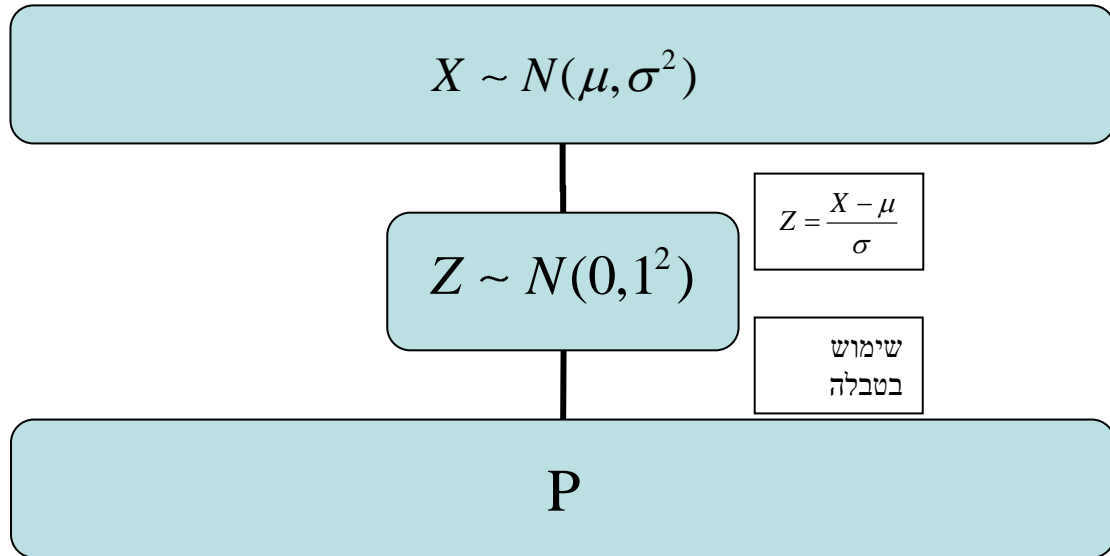 X ~ N(μ, σ²)
Z = (X − μ) / σ
Z ~ N(0,1²)
שימוש
בטבלה
P